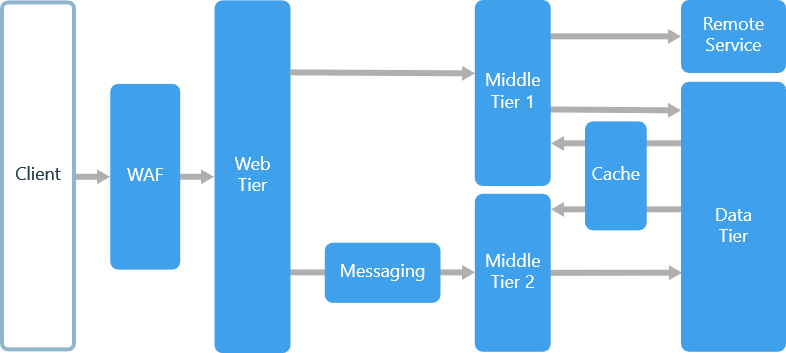 Client
WAF
Web
Tier
Messaging
Middle
Tier 1
Middle
Tier 2
Cache
Remote
Service
Data
Tier